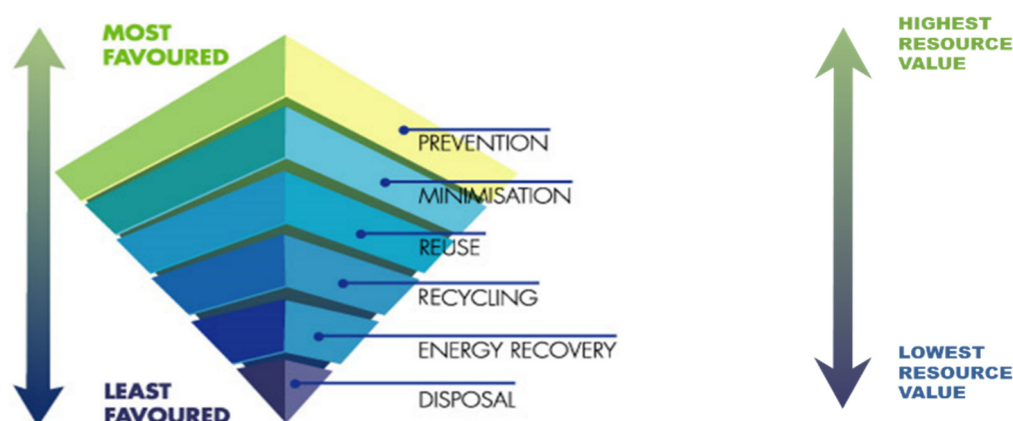 MOST
FAVOURED
HIGHEST
RESOURCE
VALUE
PREVENTION
MINIMISATION
REUSE
RECYCLING
ENERGY RECOVERY
DISPOSAL
LEAST
FAVOURED
LOWEST
RESOURCE
VALUE